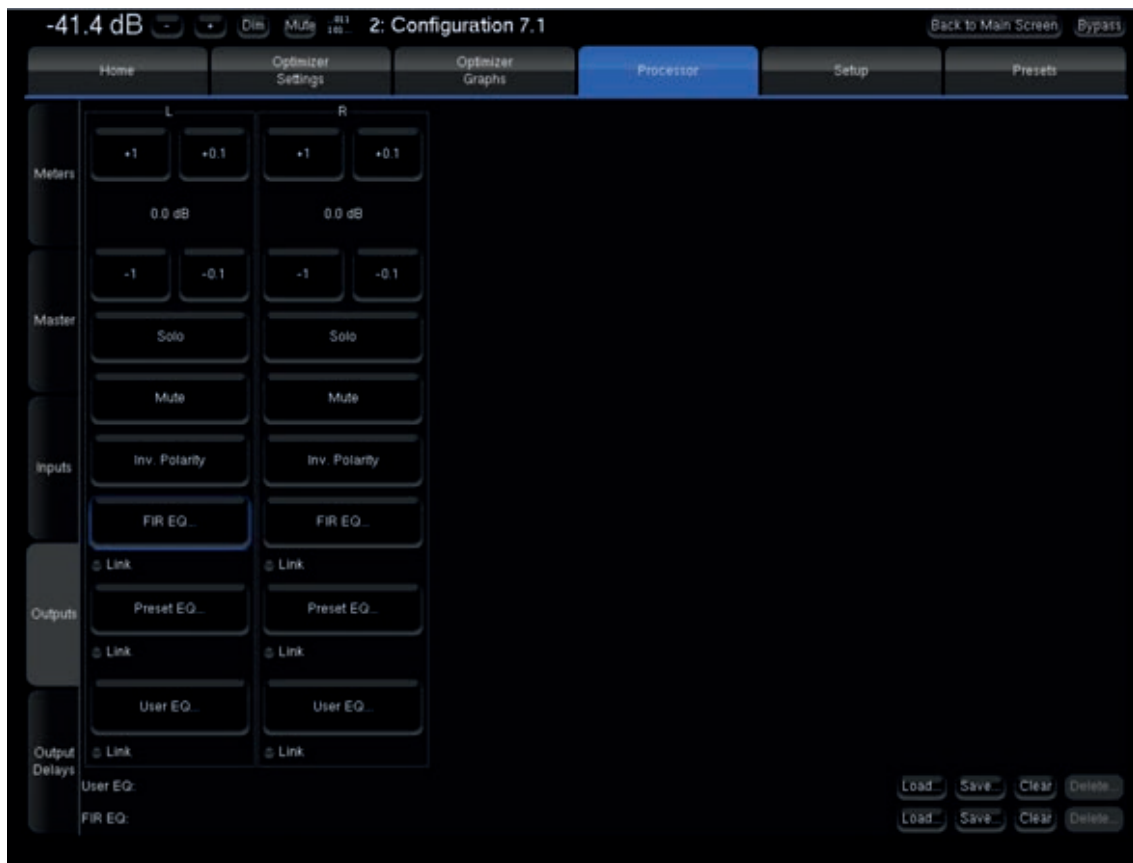 -41.4 dB - + Dim Mute 2: Configuration 7.1 Back to Main Screen Bypass
Home Optimizer Settings Optimizer Graphs Processor Setup Presets
Meters
Master
Inputs
Outputs
Output Delays
L R
+1 +0.1 +1 +0.1
0.0 dB 0.0 dB
-1 -0.1 -1 -0.1
Solo Solo
Mute Mute
Inv. Polarity Inv. Polarity
FIR EQ... FIR EQ...
Link Link
Preset EQ... Preset EQ...
Link Link
User EQ... User EQ...
Link Link
User EQ: Load... Save... Clear Delete...
FIR EQ: Load... Save... Clear Delete...